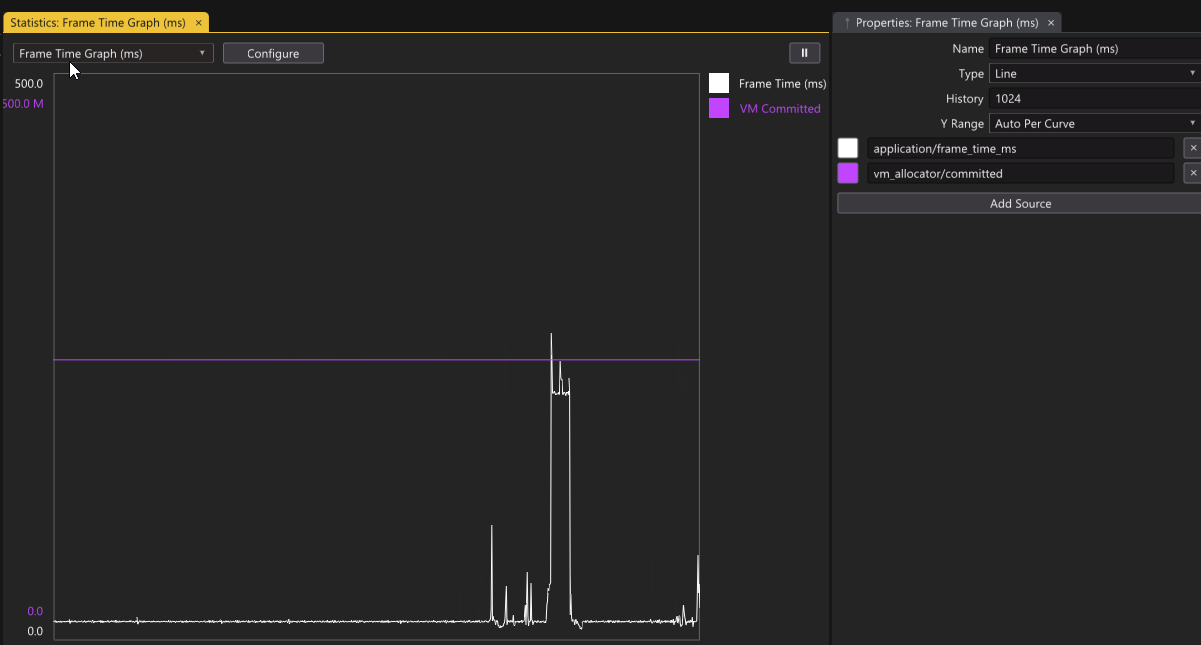 Statistics: Frame Time Graph (ms) ×
Frame Time Graph (ms)
Configure
500.0
500.0 M
Frame Time (ms)
VM Committed
0.0
0.0
Properties: Frame Time Graph (ms) ×
Name Frame Time Graph (ms)
Type Line
History 1024
Y Range Auto Per Curve
application/frame_time_ms ×
vm_allocator/committed ×
Add Source